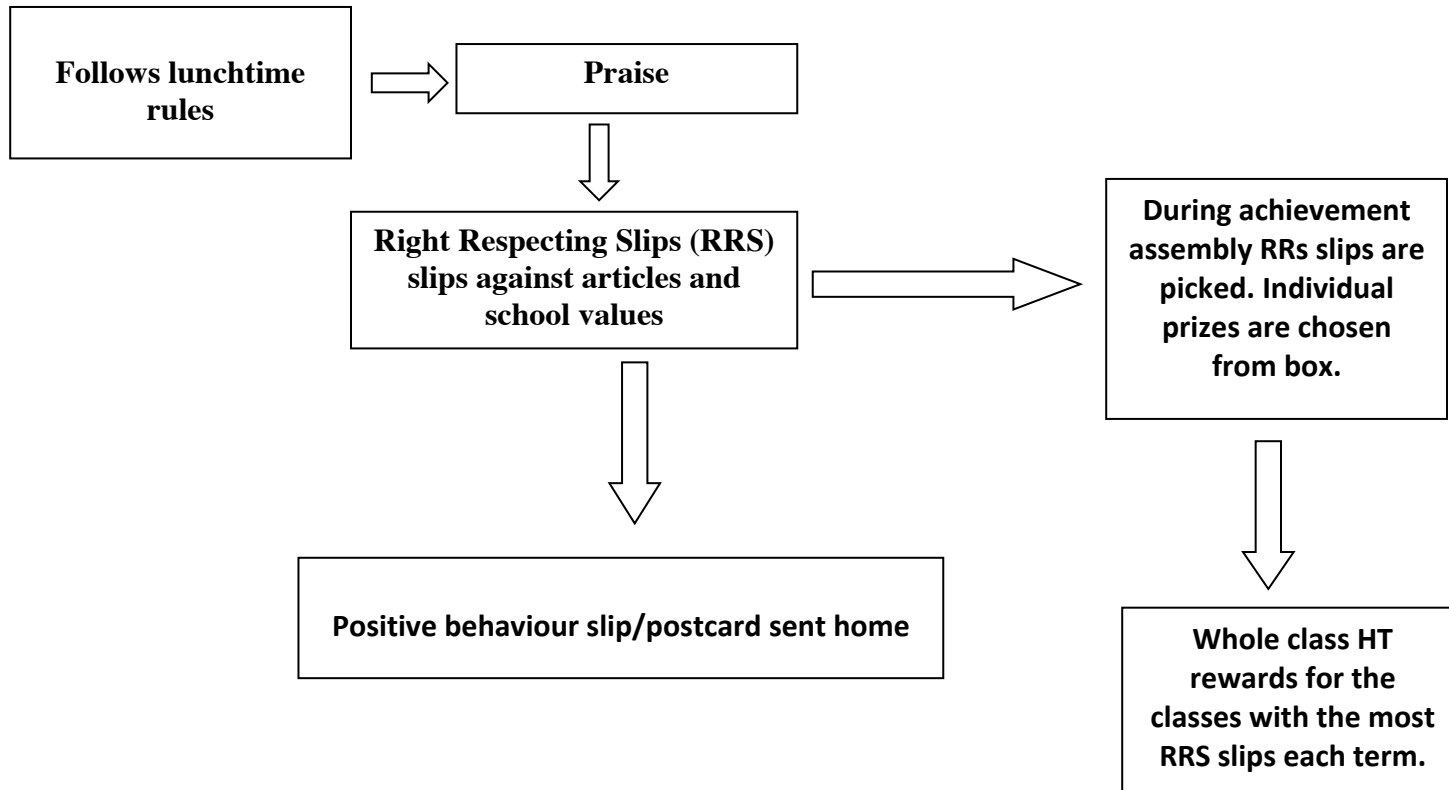 Follows lunchtime
rules
Praise
Right Respecting Slips (RRS)
slips against articles and
school values
During achievement
assembly RRs slips are
picked. Individual
prizes are chosen
from box.
Positive behaviour slip/postcard sent home
Whole class HT
rewards for the
classes with the most
RRS slips each term.